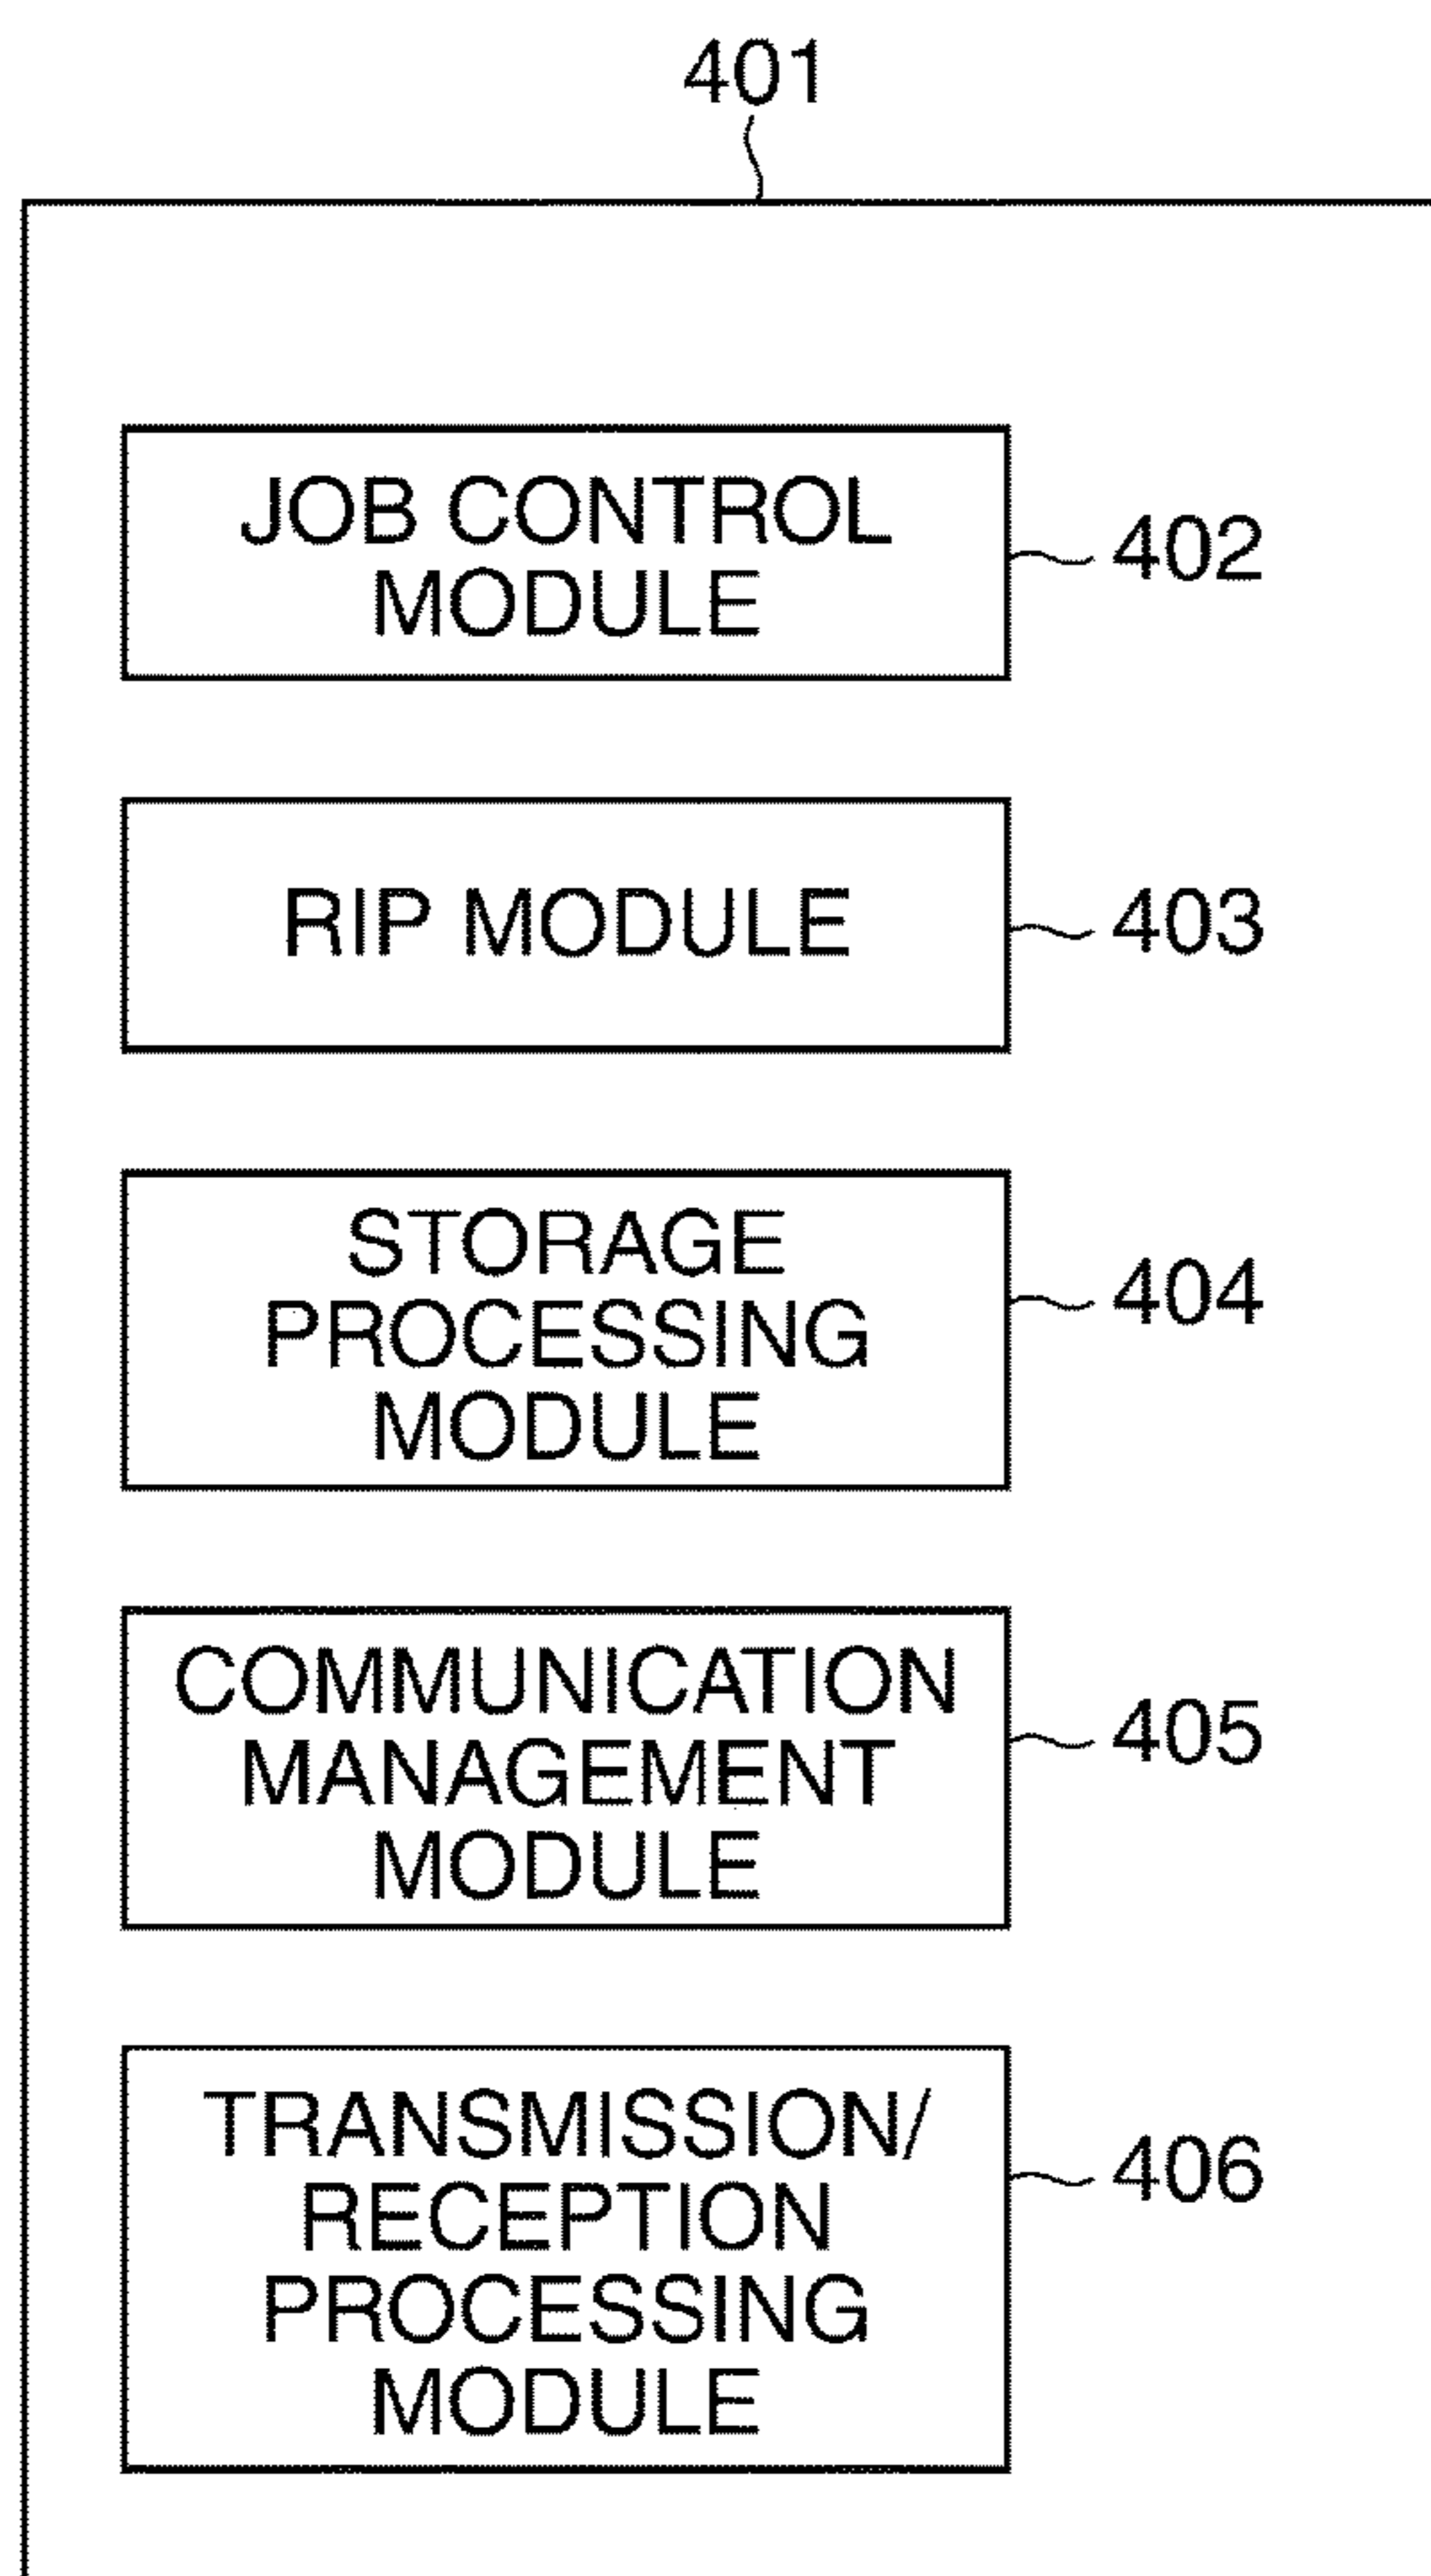 401
JOB CONTROL
MODULE
402
RIP MODULE
403
STORAGE
PROCESSING
MODULE
404
COMMUNICATION
MANAGEMENT
MODULE
405
TRANSMISSION/
RECEPTION
PROCESSING
MODULE
406